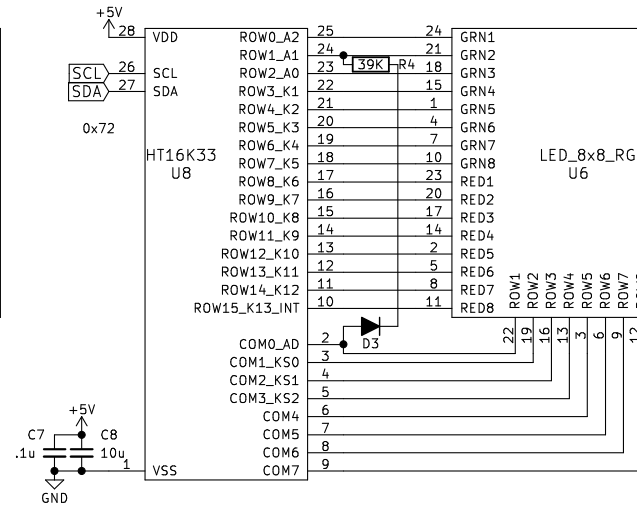 +5V
28 VDD
26 SCL SCL
27 SDA SDA
0x72
HT16K33
U8
ROW0_A2 25
ROW1_A1 24
ROW2_A0 23
ROW3_K1 22
ROW4_K2 21
ROW5_K3 20
ROW6_K4 19
ROW7_K5 18
ROW8_K6 17
ROW9_K7 16
ROW10_K8 15
ROW11_K9 14
ROW12_K10 13
ROW13_K11 12
ROW14_K12 11
ROW15_K13_INT 10
COM0_AD 2
COM1_KS0 3
COM2_KS1 4
COM3_KS2 5
COM4 6
COM5 7
COM6 8
COM7 9
39K R4
D3
24 GRN1
21 GRN2
18 GRN3
15 GRN4
1 GRN5
4 GRN6
7 GRN7
10 GRN8
23 RED1
20 RED2
17 RED3
14 RED4
2 RED5
5 RED6
8 RED7
11 RED8
LED_8x8_RG
U6
ROW1 22
ROW2 19
ROW3 16
ROW4 13
ROW5 3
ROW6 6
ROW7 9
12
+5V
C7 C8
.1u 10u
1 VSS
GND